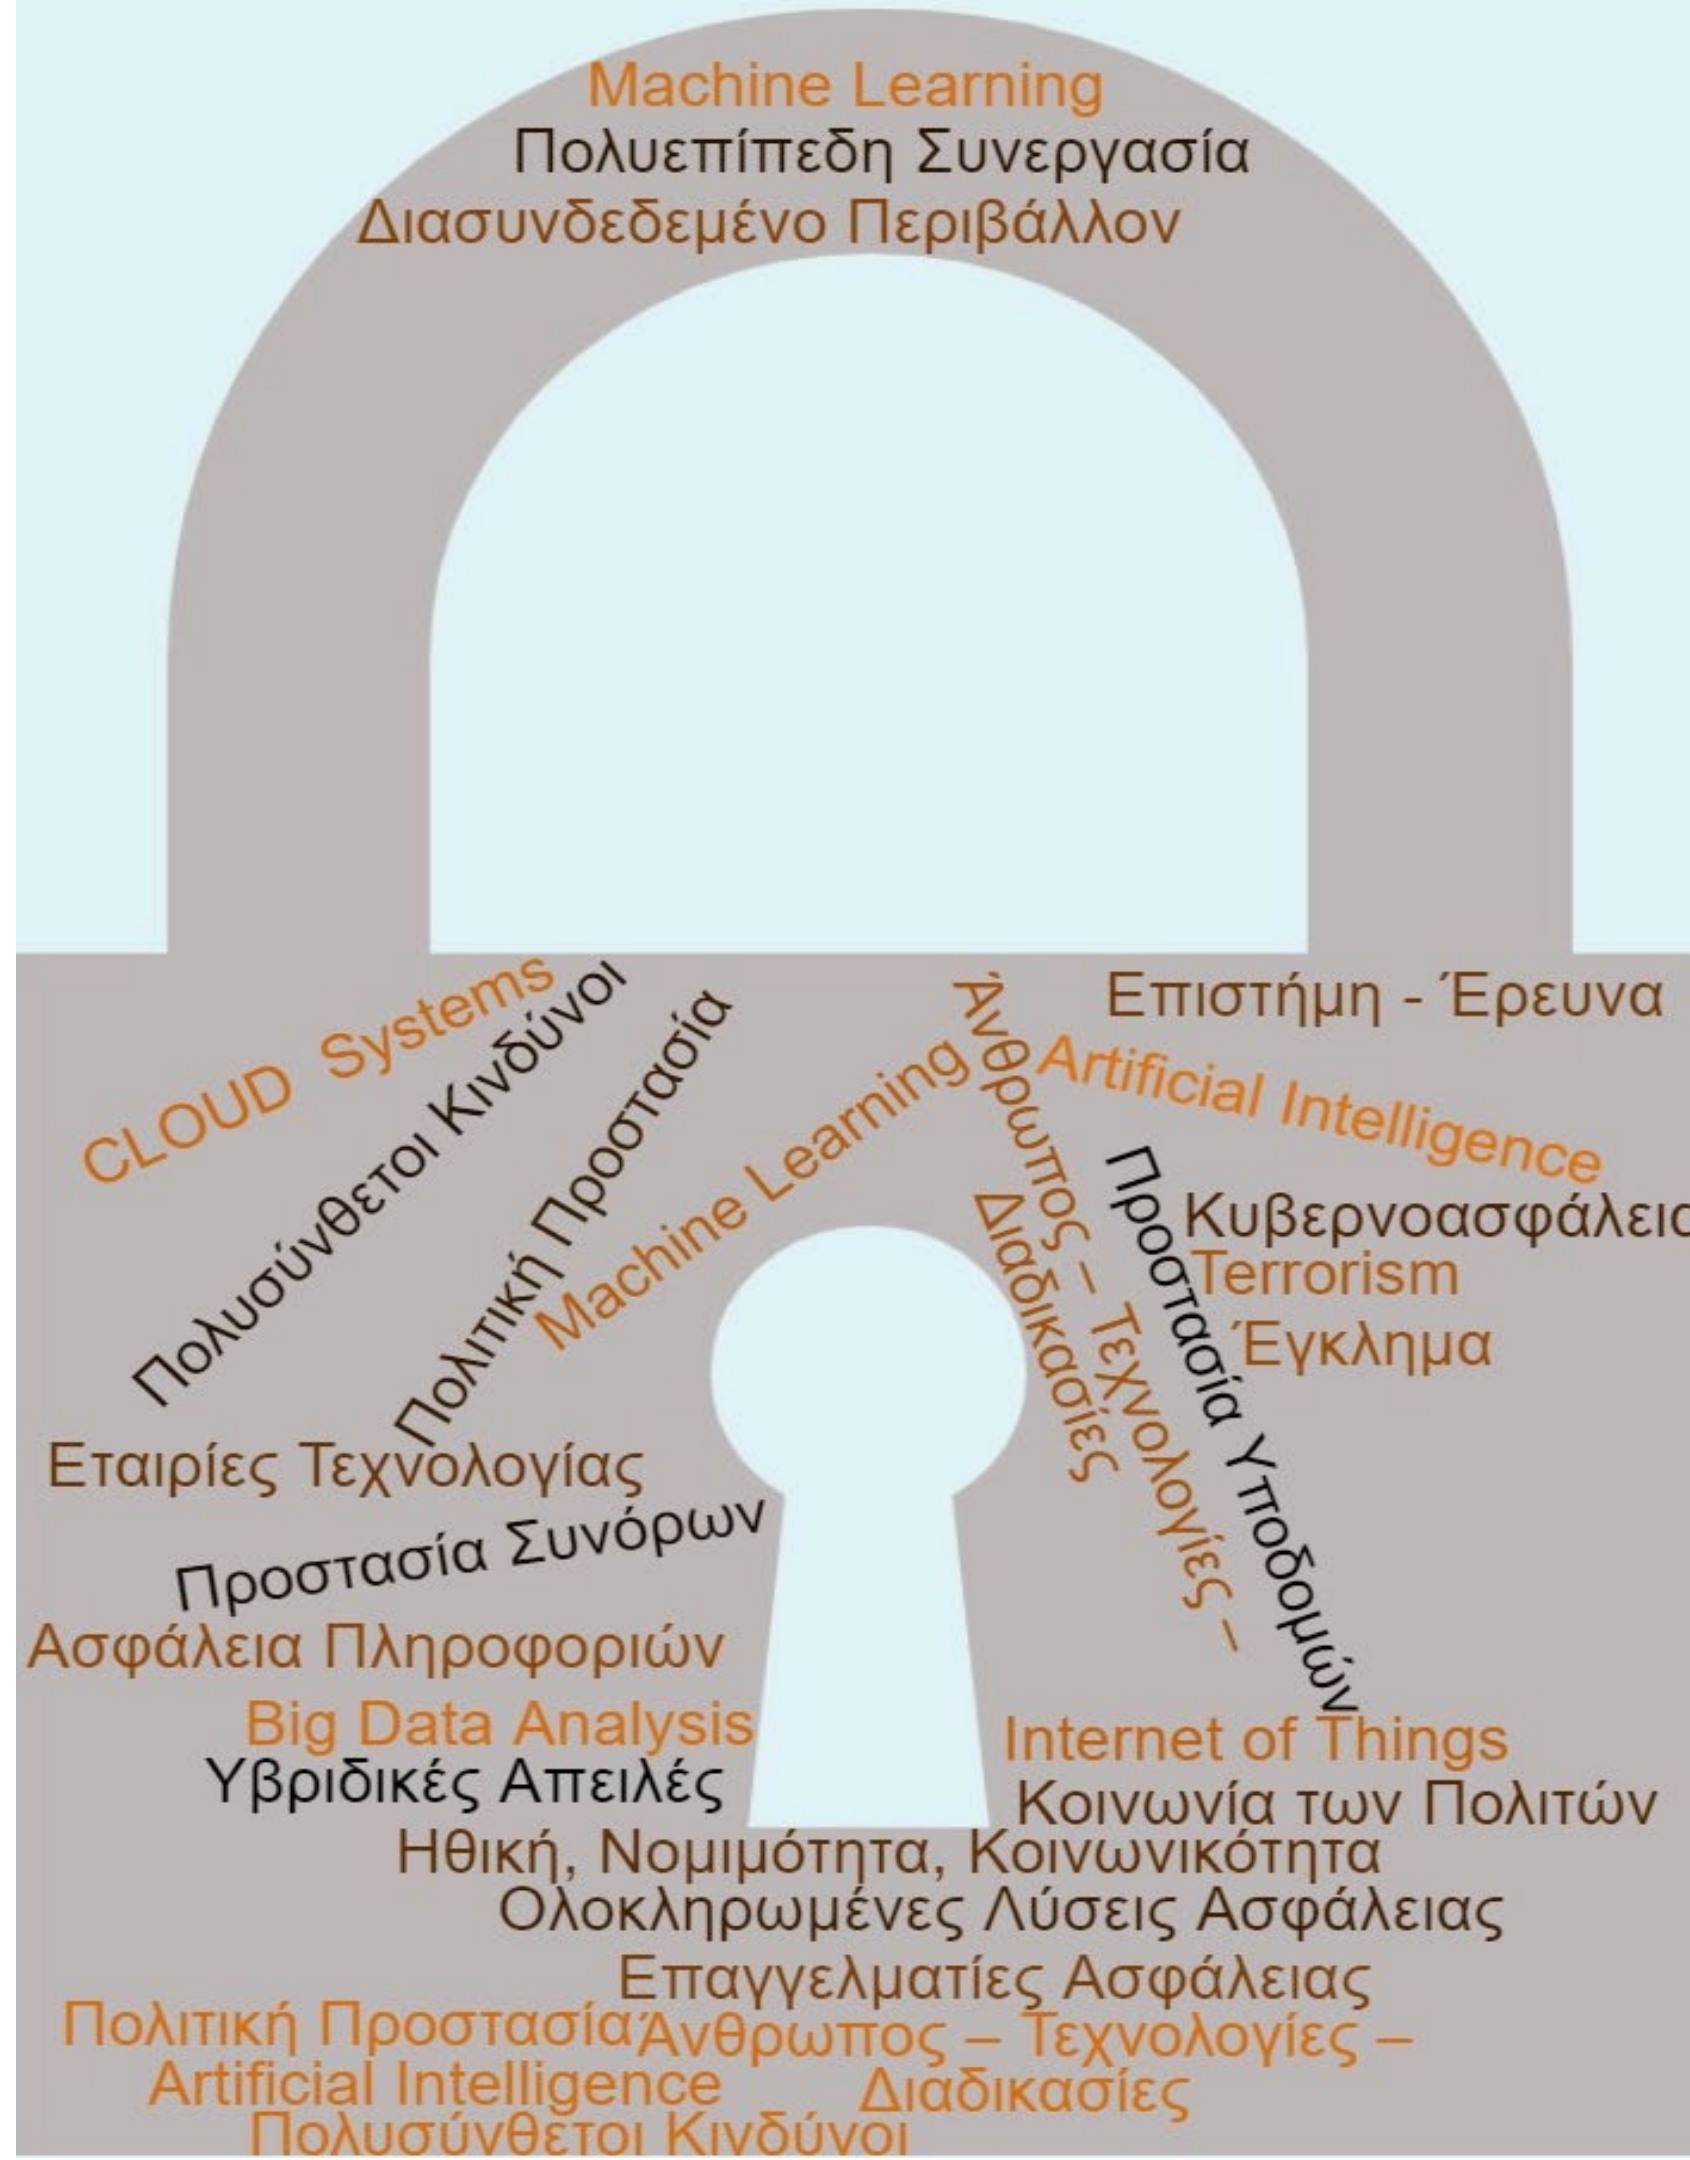 Machine Learning
Πολυεπίπεδη Συνεργασία
Διασυνδεδεμένο Περιβάλλον
CLOUD Systems
Πολυσύνθετοι Κινδύνοι
Πολιτική Προστασία
Machine Learning
Άνθρωπος – Τεχνολογίες –
Διαδικασίες
Επιστήμη - Έρευνα
Artificial Intelligence
Προστασία Υποδομών
Κυβερνοασφάλεια
Terrorism
Έγκλημα
Εταιρίες Τεχνολογίας
Προστασία Συνόρων
Ασφάλεια Πληροφοριών
Big Data Analysis
Υβριδικές Απειλές
Internet of Things
Κοινωνία των Πολιτών
Ηθική, Νομιμότητα, Κοινωνικότητα
Ολοκληρωμένες Λύσεις Ασφάλειας
Επαγγελματίες Ασφάλειας
Πολιτική Προστασία
Άνθρωπος – Τεχνολογίες –
Διαδικασίες
Artificial Intelligence
Πολυσύνθετοι Κινδύνοι